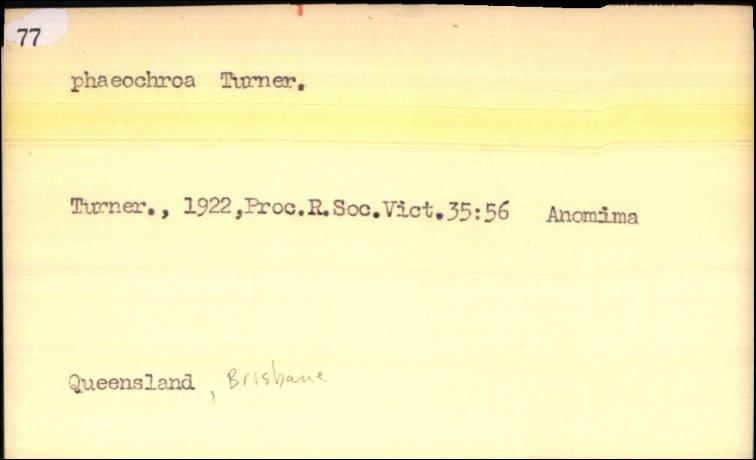 77
phaeochroa Turner.
Turner., 1922,Proc.R.Soc.Vict.35:56 Anomima
Queensland , Brisbane